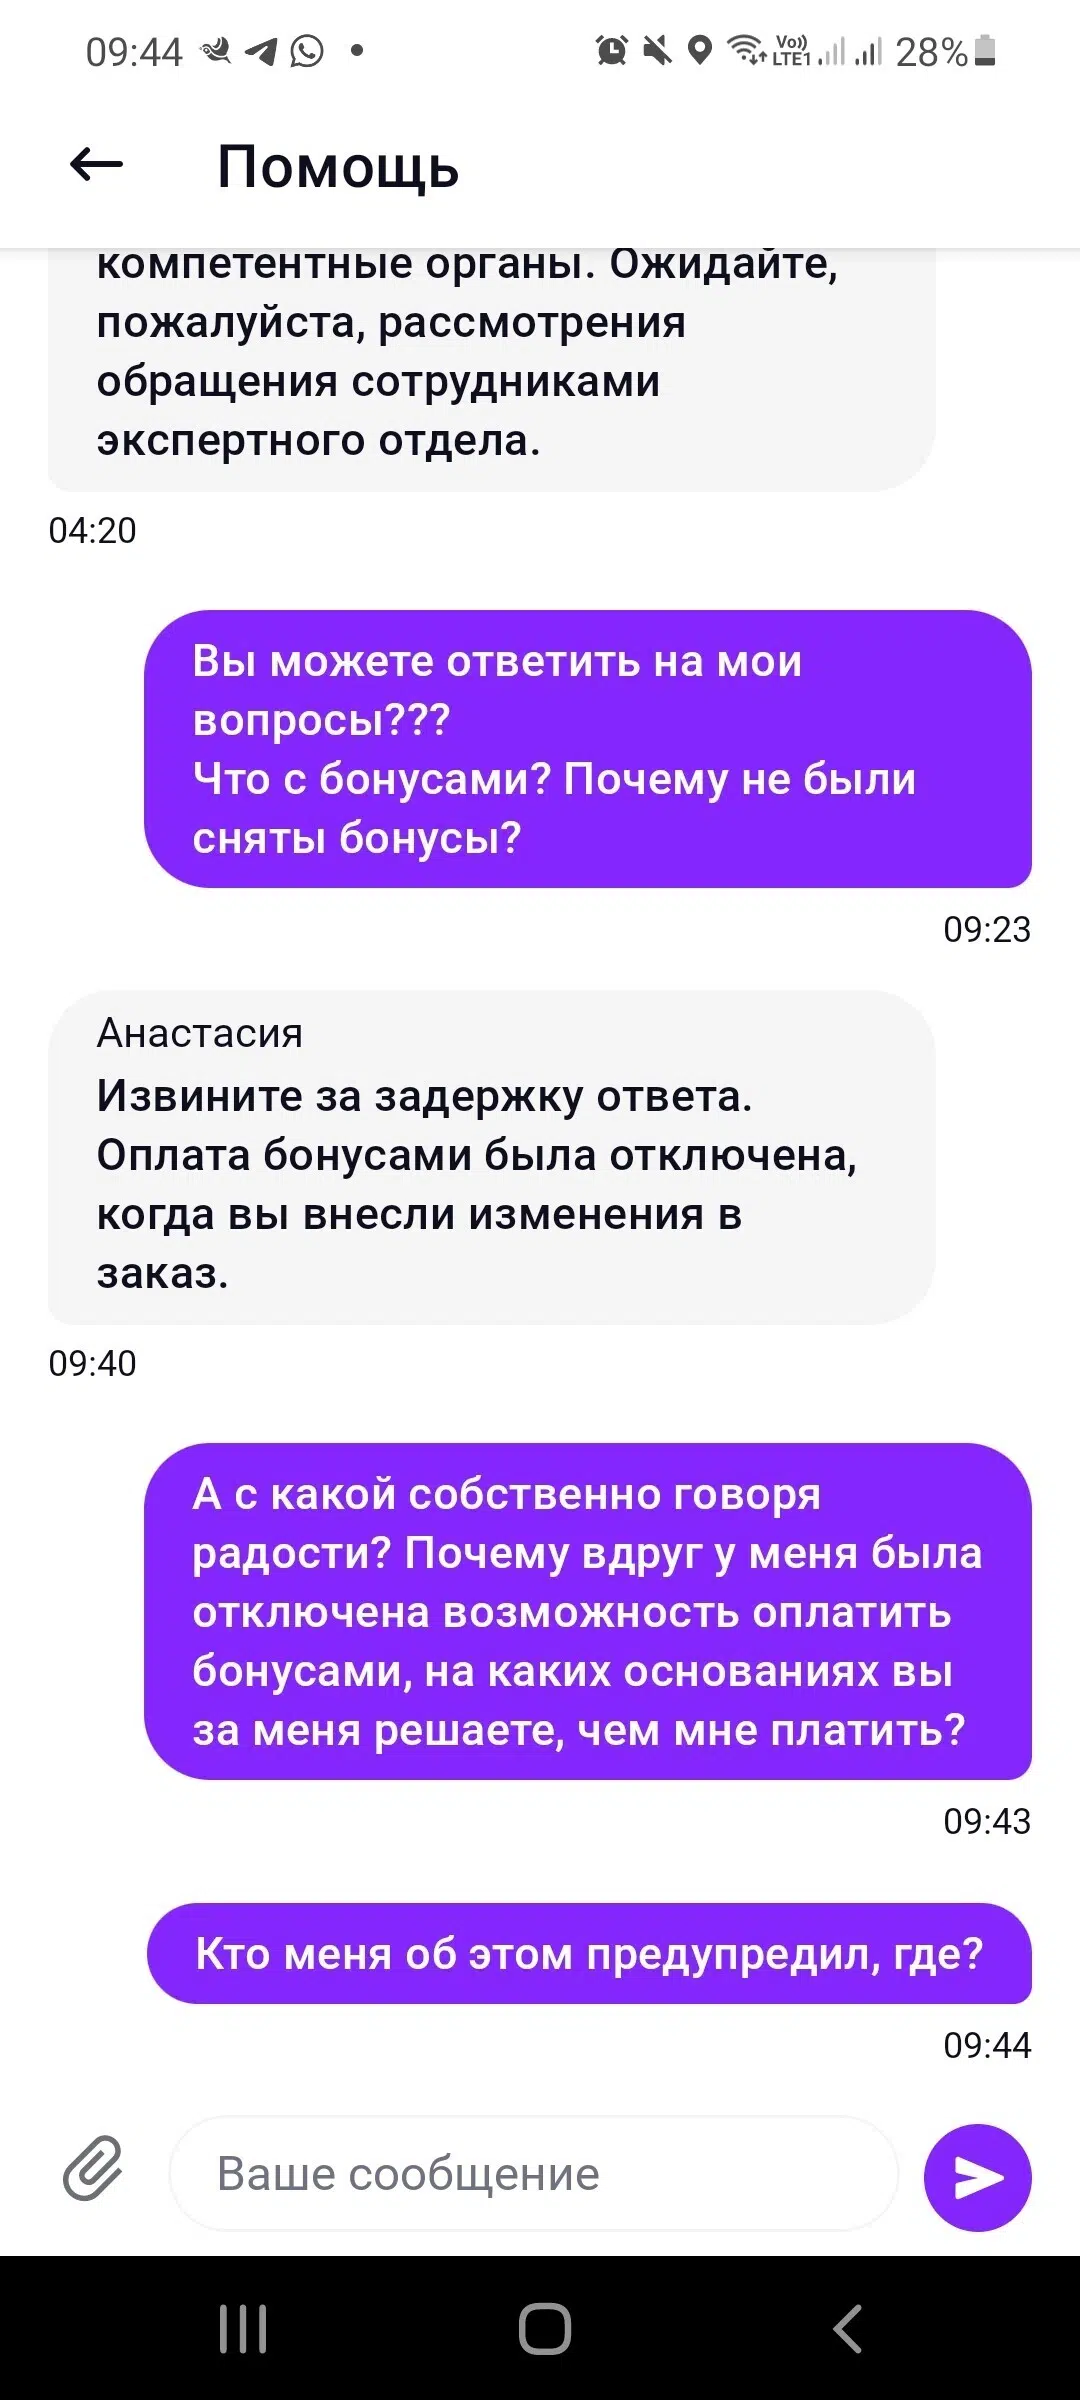 09:44
Vo))
LTE1
28%
Помощь
компетентные органы. Ожидайте,
пожалуйста, рассмотрения
обращения сотрудниками
экспертного отдела.
04:20
Вы можете ответить на мои
вопросы???
Что с бонусами? Почему не были
сняты бонусы?
09:23
Анастасия
Извините за задержку ответа.
Оплата бонусами была отключена,
когда вы внесли изменения в
заказ.
09:40
А с какой собственно говоря
радости? Почему вдруг у меня была
отключена возможность оплатить
бонусами, на каких основаниях вы
за меня решаете, чем мне платить?
09:43
Кто меня об этом предупредил, где?
09:44
Ваше сообщение